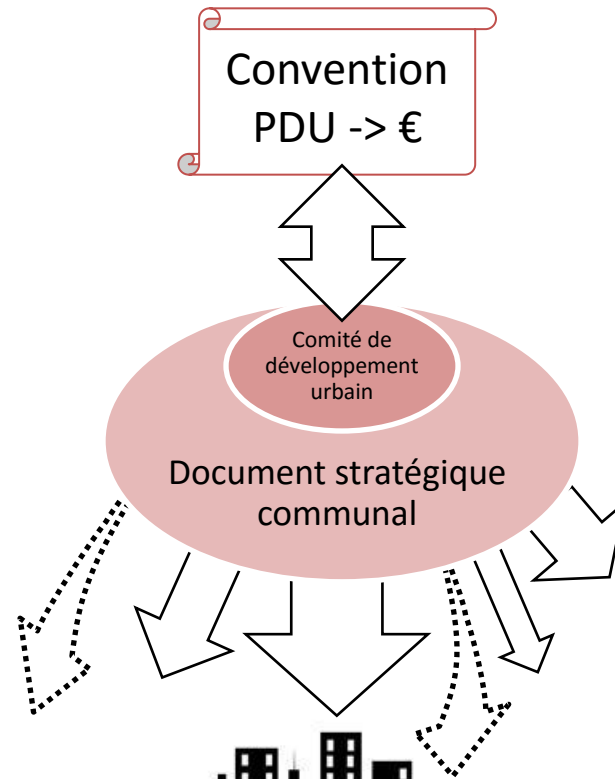 Convention
PDU -> €
Comité de
développement
urbain
Document stratégique
communal